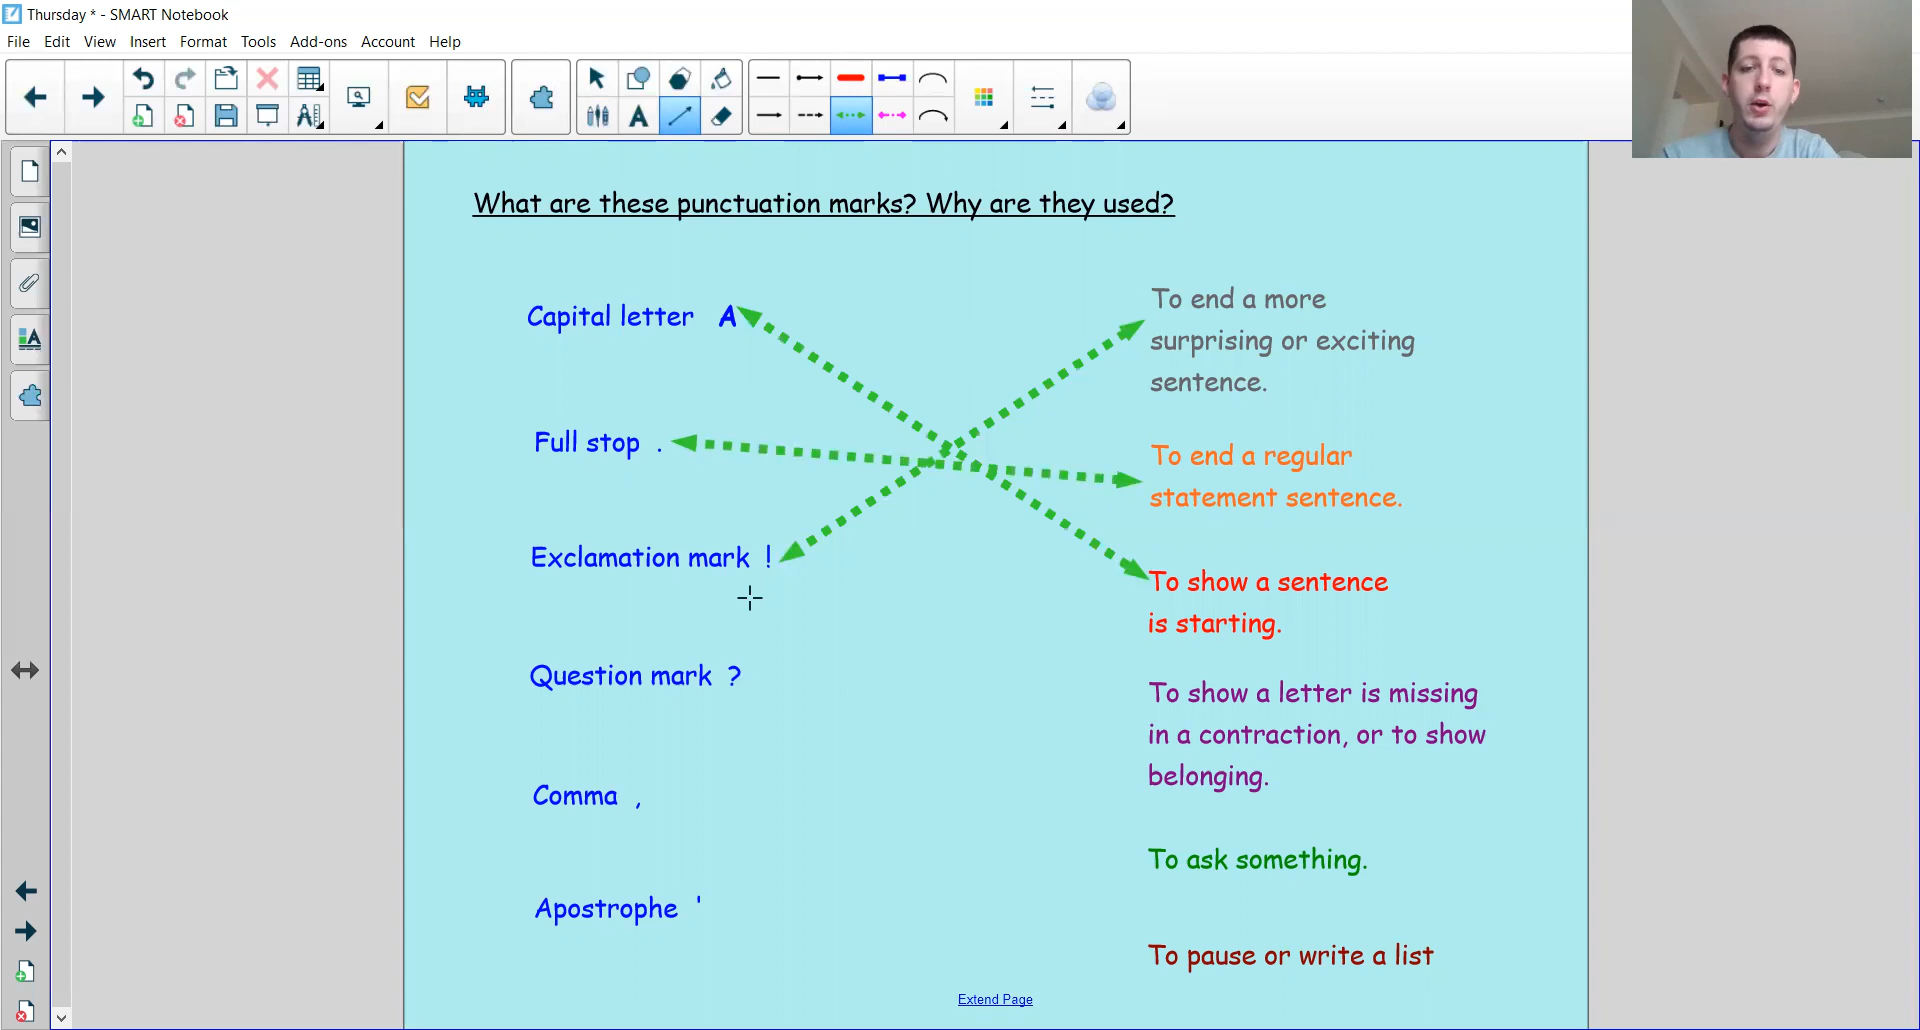 Thursday * - SMART Notebook
File Edit View Insert Format Tools Add-ons Account Help
What are these punctuation marks? Why are they used?
Capital letter A
Full stop .
Exclamation mark !
Question mark ?
Comma ,
Apostrophe '
To end a more
surprising or exciting
sentence.
To end a regular
statement sentence.
To show a sentence
is starting.
To show a letter is missing
in a contraction, or to show
belonging.
To ask something.
To pause or write a list
Extend Page